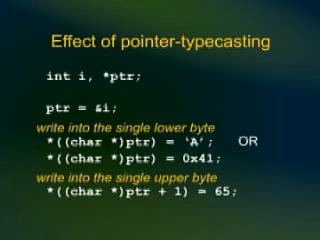 Effect of pointer-typecasting
int i, *ptr;
ptr = &i;
write into the single lower byte
*((char *)ptr) = ‘A’; OR
*((char *)ptr) = 0x41;
write into the single upper byte
*((char *)ptr + 1) = 65;